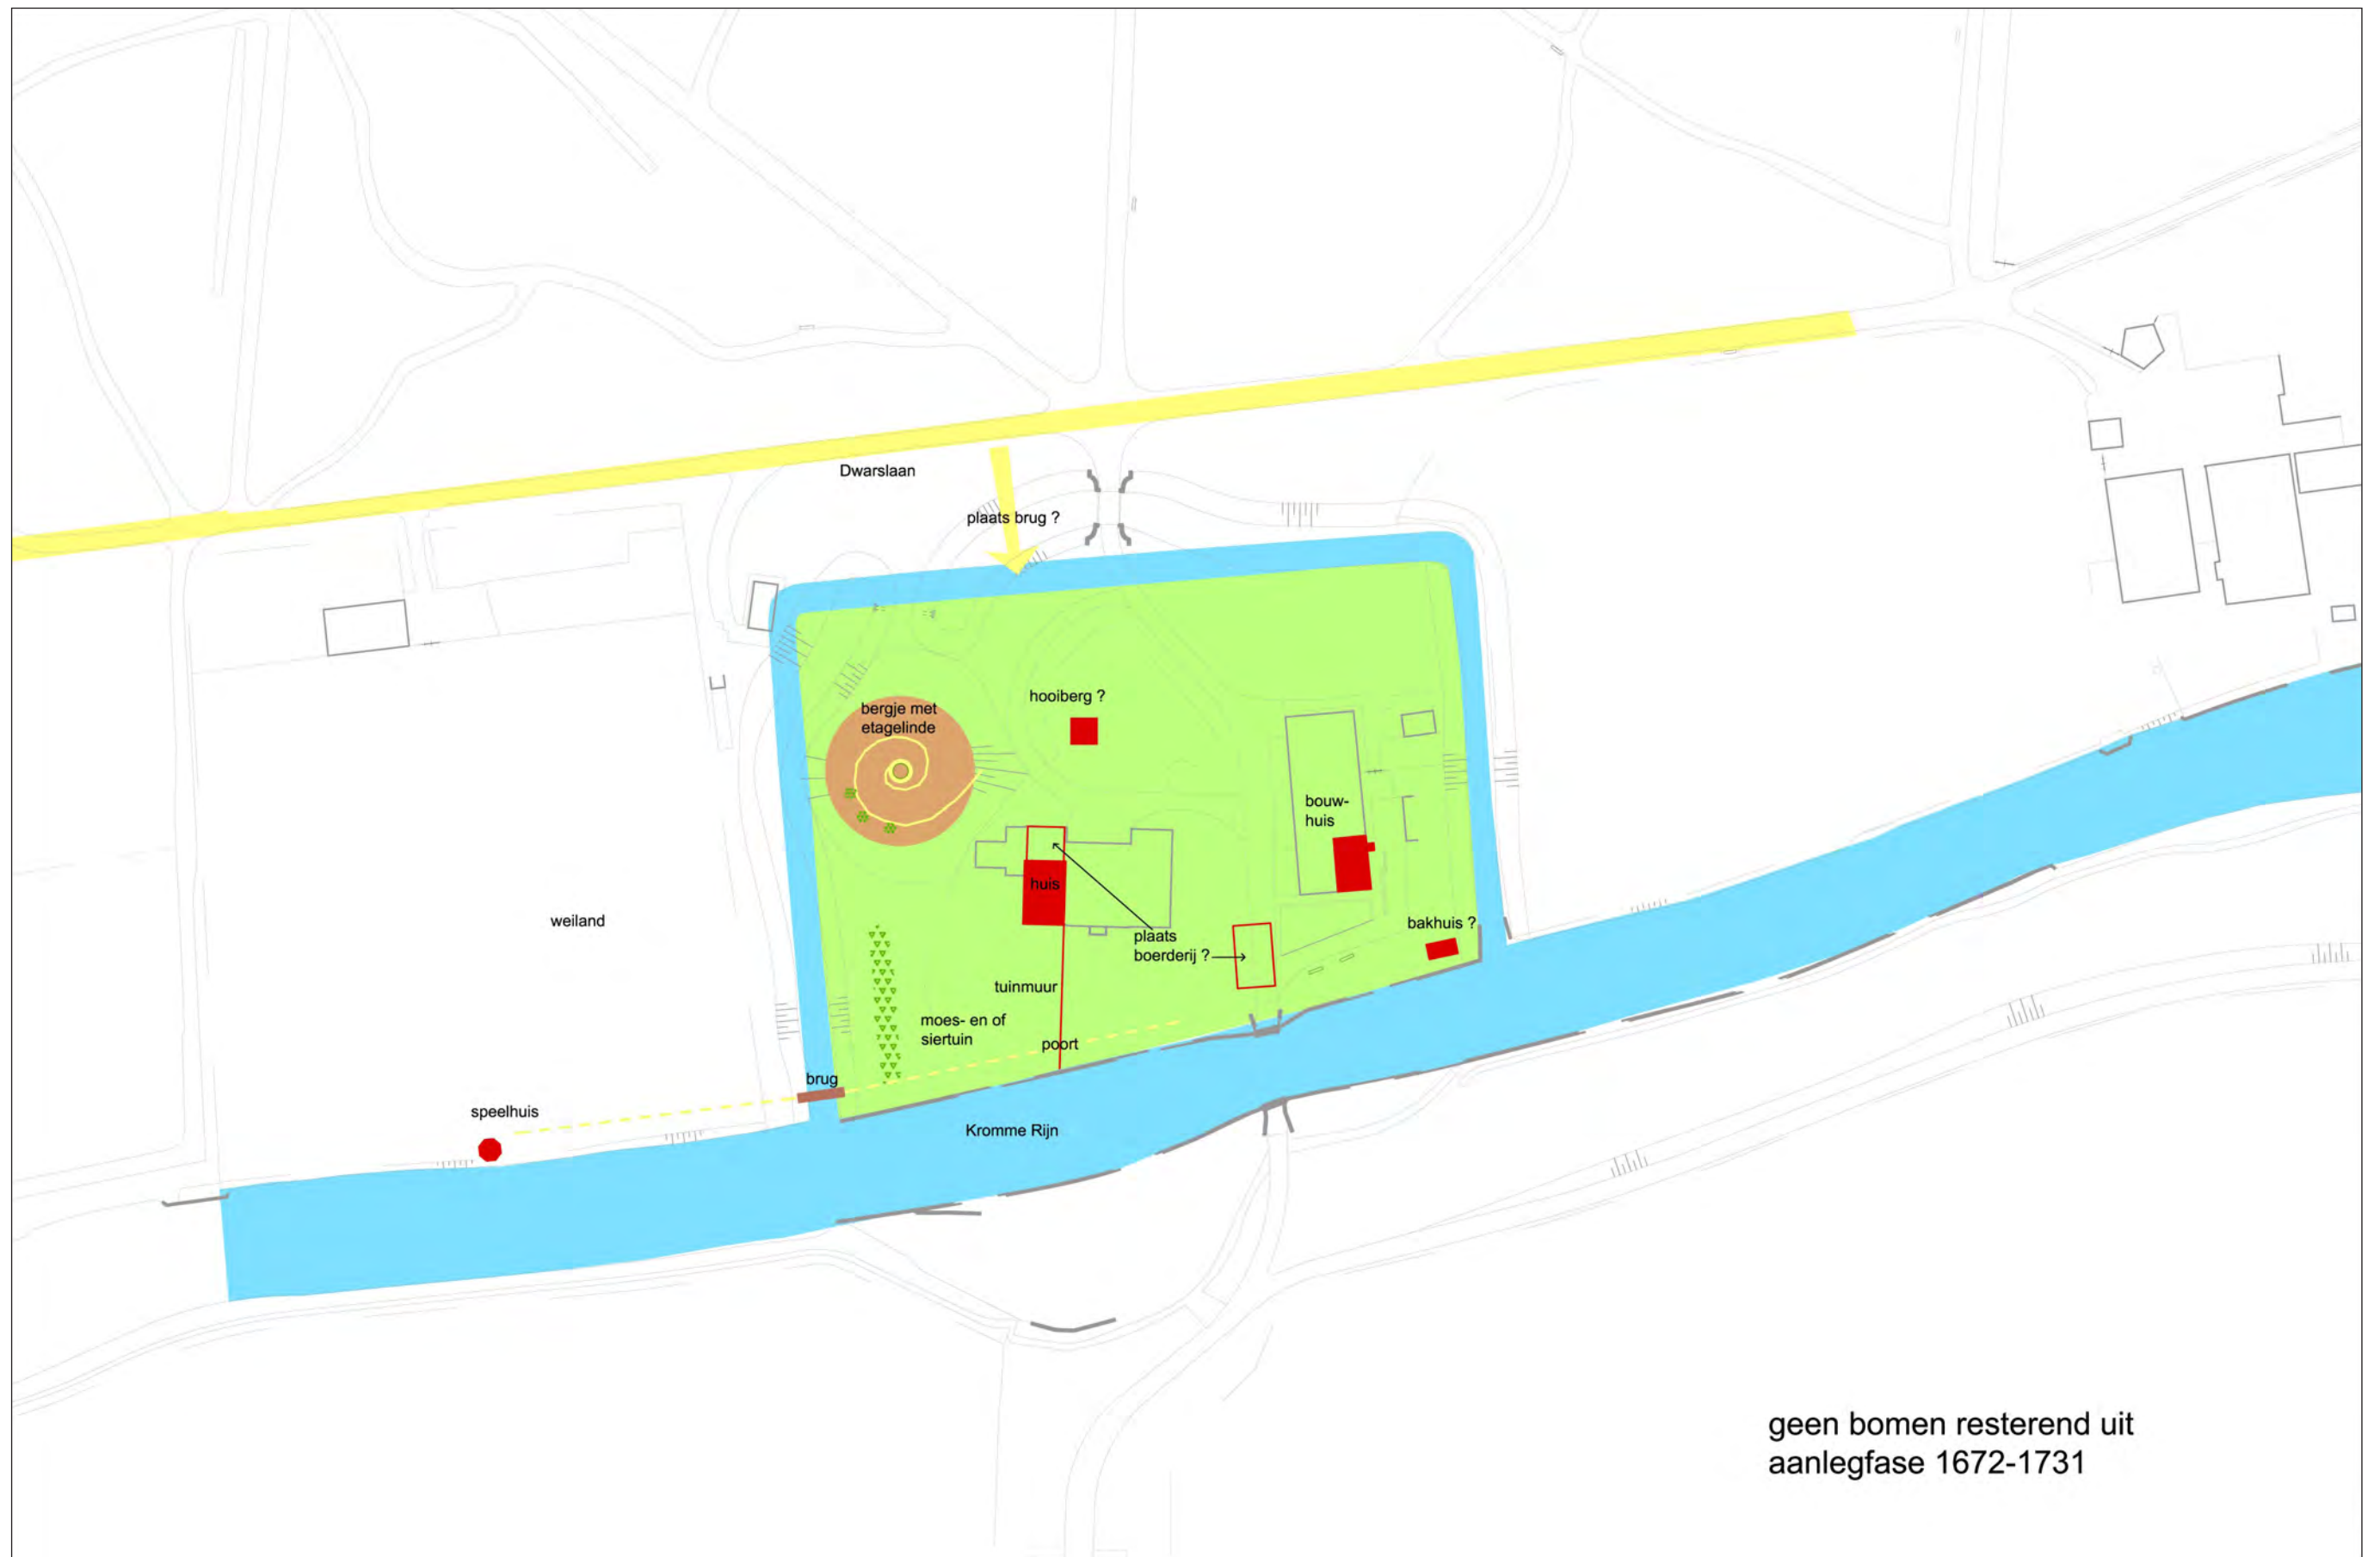 Dwarslaan
plaats brug ?
hooiberg ?
bergje met
etagelinde
bouw-
huis
huis
weiland
bakhuis ?
plaats
boerderij ?
tuinmuur
moes- en of
siertuin
poort
brug
speelhuis
Kromme Rijn
geen bomen resterend uit
aanlegfase 1672-1731